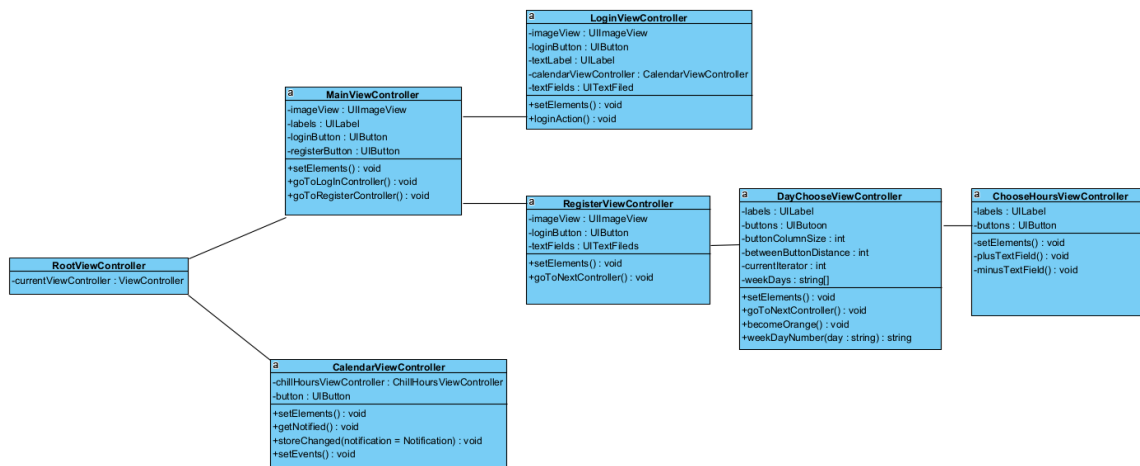 a
LoginViewController
-imageView : UIImageView
-loginButton : UIButton
-textLabel : UILabel
-calendarViewController : CalendarViewController
-textFields : UITextFiled
+setElements() : void
+loginAction() : void
a
MainViewController
-imageView : UIImageView
-labels : UILabel
-loginButton : UIButton
-registerButton : UIButton
+setElements() : void
+goToLogInController() : void
+goToRegisterController() : void
a
RegisterViewController
-imageView : UIImageView
-loginButton : UIButton
-textFields : UITextFileds
+setElements() : void
+goToNextController() : void
a
DayChooseViewController
-labels : UILabel
-buttons : UIButoon
-buttonColumnSize : int
-betweenButtonDistance : int
-currentIterator : int
-weekDays : string[]
+setElements() : void
+goToNextController() : void
+becomeOrange() : void
+weekDayNumber(day : string) : string
a
ChooseHoursViewController
-labels : UILabel
-buttons : UIButton
-setElements() : void
-plusTextField() : void
-minusTextField() : void
RootViewController
-currentViewController : ViewController
a
CalendarViewController
-chillHoursViewController : ChillHoursViewController
-button : UIButton
+setElements() : void
+getNotified() : void
+storeChanged(notification = Notification) : void
+setEvents() : void